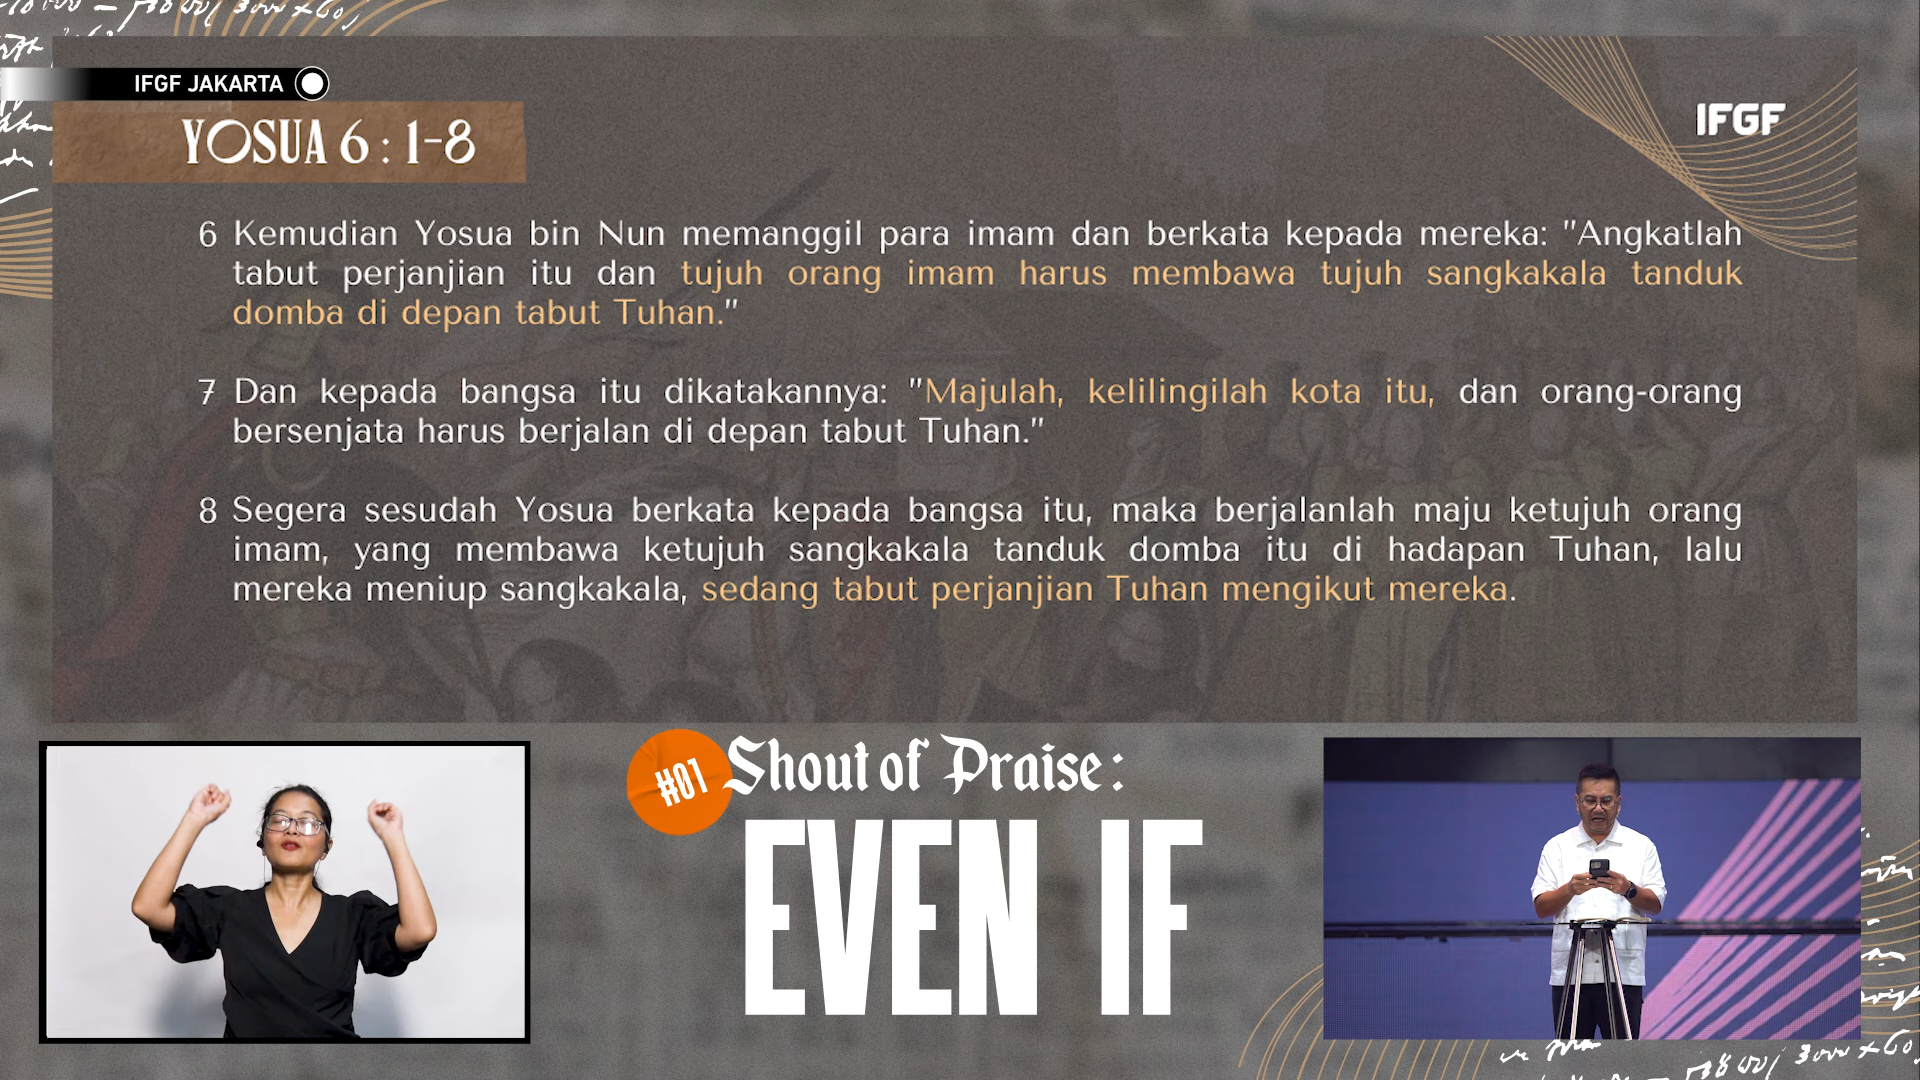 IFGF JAKARTA
IFGF
YOSUA 6 : 1-8
6 Kemudian Yosua bin Nun memanggil para imam dan berkata kepada mereka: "Angkatlah
tabut perjanjian itu dan tujuh orang imam harus membawa tujuh sangkakala tanduk
domba di depan tabut Tuhan."
7 Dan kepada bangsa itu dikatakannya: "Majulah, kelilingilah kota itu, dan orang-orang
bersenjata harus berjalan di depan tabut Tuhan."
8 Segera sesudah Yosua berkata kepada bangsa itu, maka berjalanlah maju ketujuh orang
imam, yang membawa ketujuh sangkakala tanduk domba itu di hadapan Tuhan, lalu
mereka meniup sangkakala, sedang tabut perjanjian Tuhan mengikut mereka.
#01
Shout of Praise:
EVEN IF